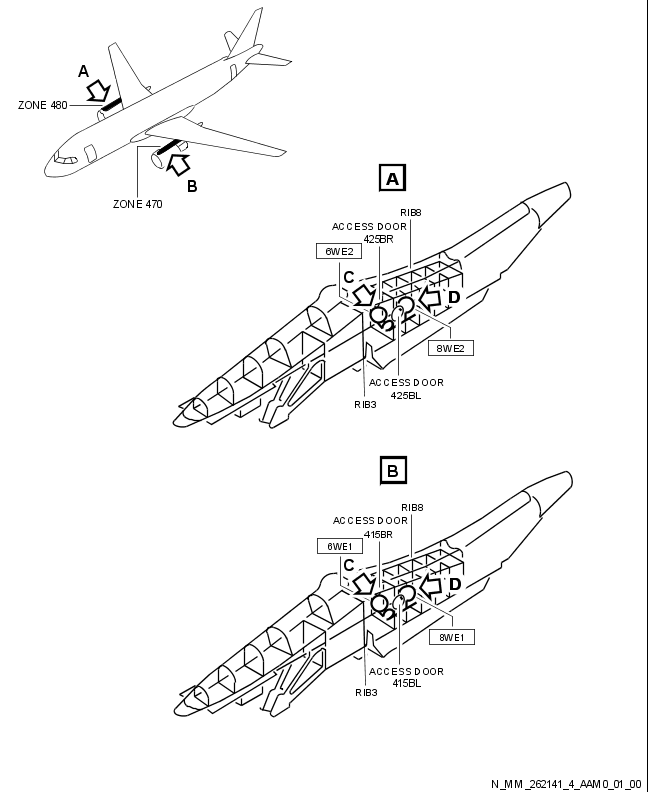 A
ZONE 480
B
ZONE 470
A
RIB8
ACCESS DOOR
425BR
6WE2
C
D
8WE2
ACCESS DOOR
425BL
RIB3
B
RIB8
ACCESS DOOR
415BR
6WE1
C
D
8WE1
ACCESS DOOR
415BL
RIB3
N_MM_262141_4_AAM0_01_00